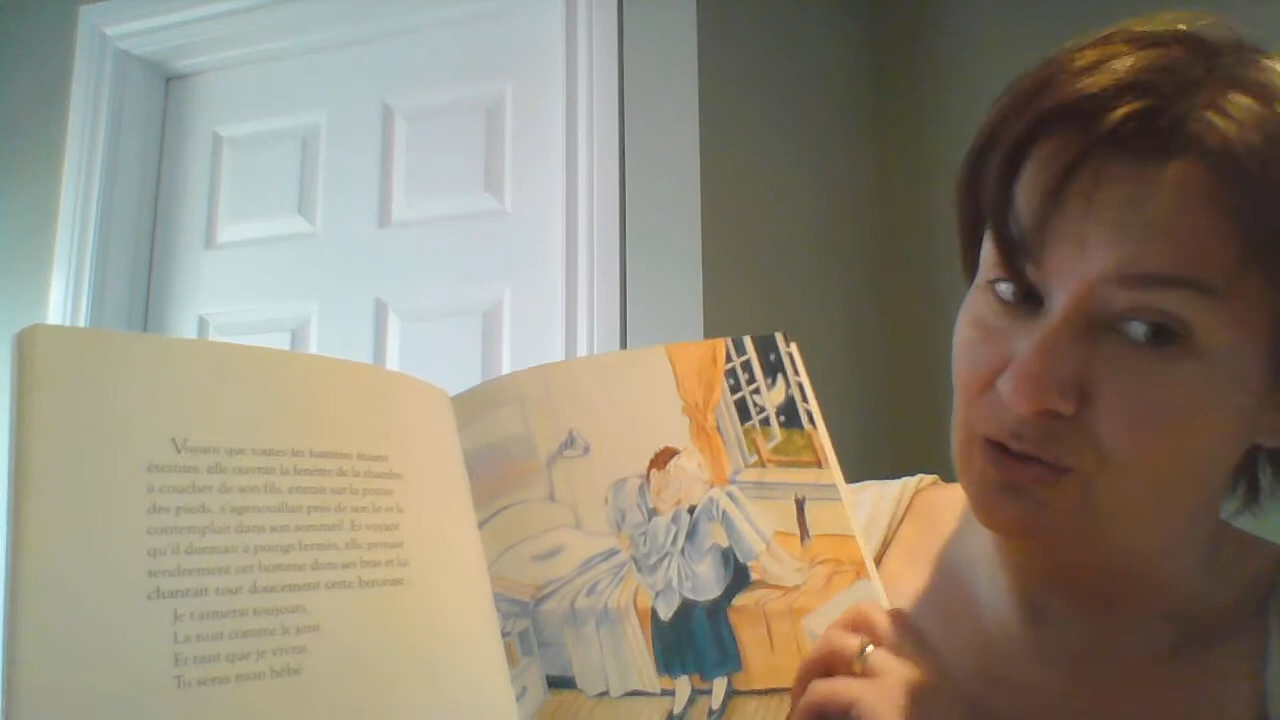 Voyant que toutes les lumières étaient
éteintes, elle ouvrait la fenêtre de la chambre
à coucher de son fils, entrait sur la pointe
des pieds, s'agenouillait près de son lit et le
contemplait dans son sommeil. Et voyant
qu'il dormait à poings fermés, elle prenait
tendrement cet homme dans ses bras et lui
chantait tout doucement cette berceuse:
Je t'aimerai toujours,
La nuit comme le jour,
Et tant que je vivrai,
Tu seras mon bébé.